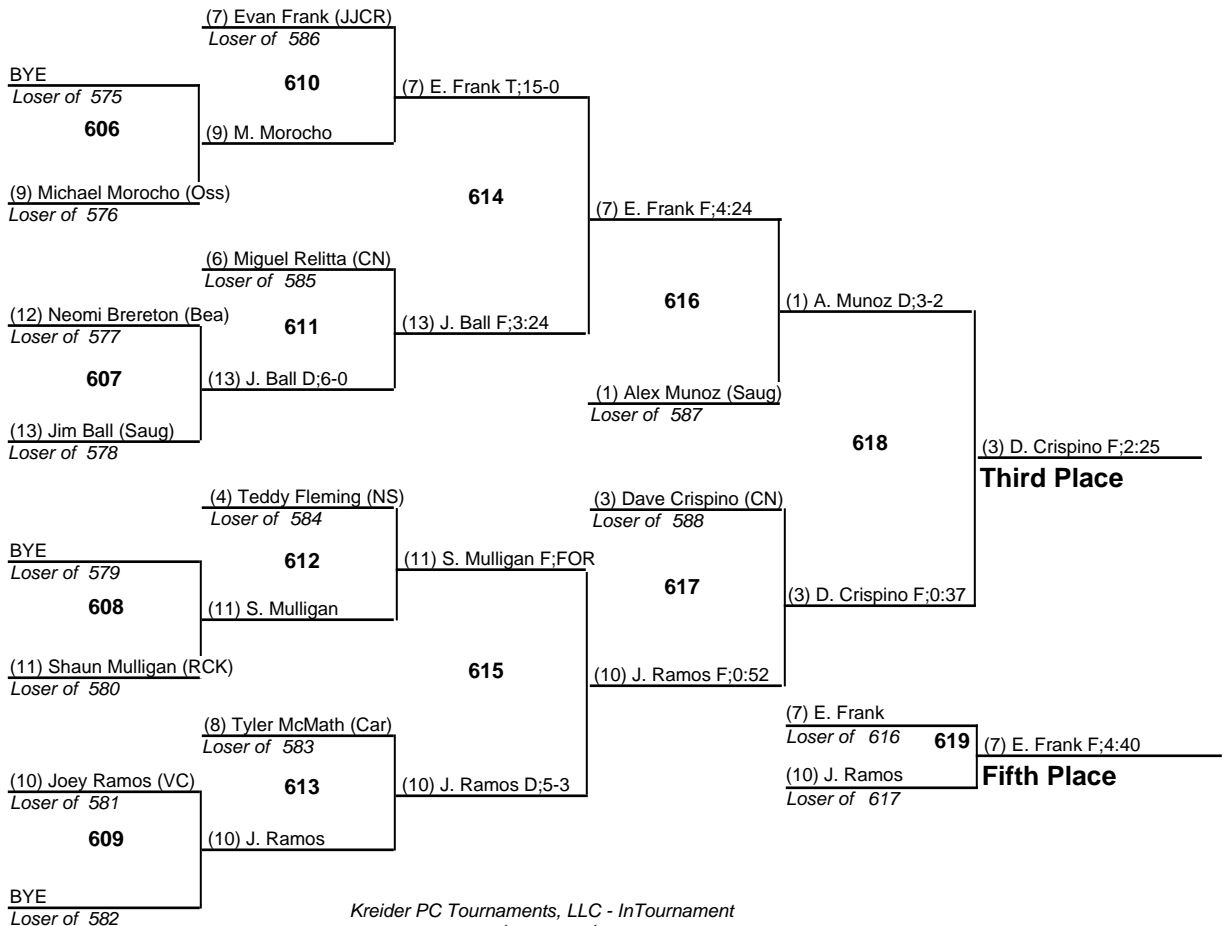 (7) Evan Frank (JJCR)
Loser of 586
BYE
Loser of 575
610
(7) E. Frank T;15-0
606
(9) M. Morocho
(9) Michael Morocho (Oss)
Loser of 576
614
(7) E. Frank F;4:24
(6) Miguel Relitta (CN)
Loser of 585
616
(1) A. Munoz D;3-2
(12) Neomi Brereton (Bea)
Loser of 577
611
(13) J. Ball F;3:24
607
(13) J. Ball D;6-0
(1) Alex Munoz (Saug)
Loser of 587
(13) Jim Ball (Saug)
Loser of 578
618
(3) D. Crispino F;2:25
Third Place
(4) Teddy Fleming (NS)
Loser of 584
(3) Dave Crispino (CN)
Loser of 588
BYE
Loser of 579
612
(11) S. Mulligan F;FOR
617
608
(11) S. Mulligan
(3) D. Crispino F;0:37
(11) Shaun Mulligan (RCK)
Loser of 580
615
(10) J. Ramos F;0:52
(8) Tyler McMath (Car)
Loser of 583
(7) E. Frank
Loser of 616
619
(7) E. Frank F;4:40
Fifth Place
(10) Joey Ramos (VC)
Loser of 581
613
(10) J. Ramos D;5-3
(10) J. Ramos
Loser of 617
609
(10) J. Ramos
BYE
Loser of 582
Kreider PC Tournaments, LLC - InTournament